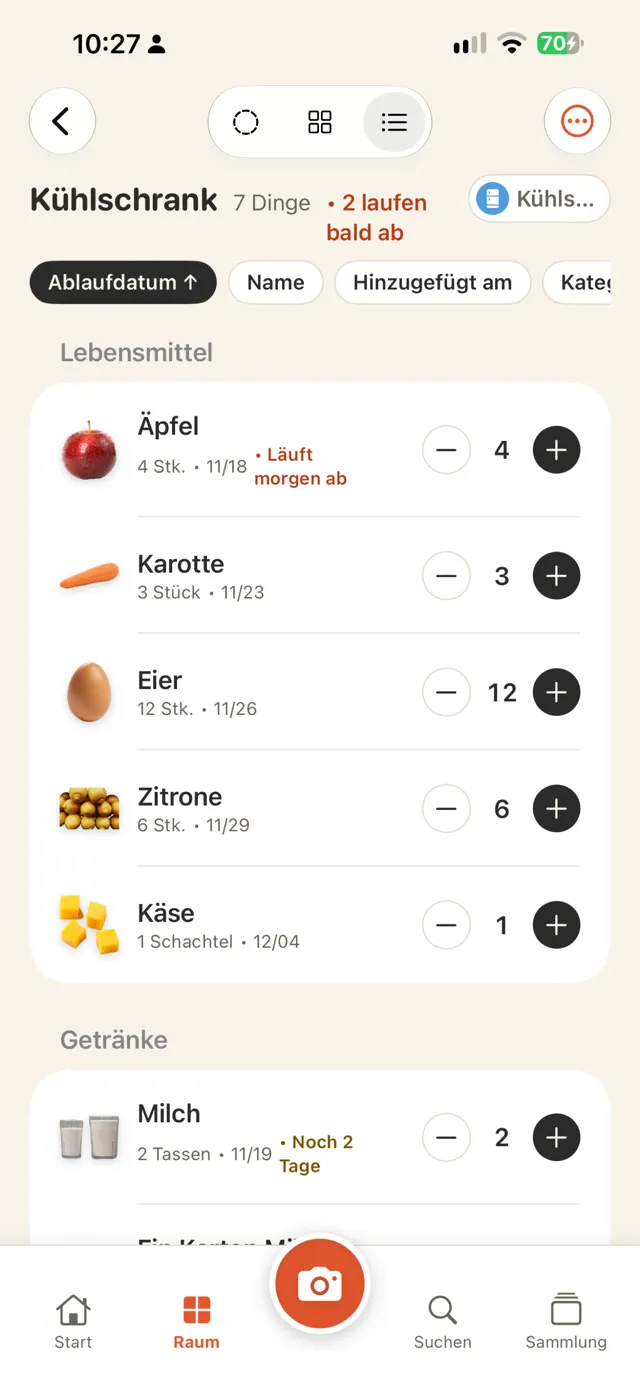 10:27
70
Kühlschrank 7 Dinge • 2 laufen
bald ab
Kühls...
Ablaufdatum ↑ Name Hinzugefügt am
Lebensmittel
Äpfel
4 Stk. • 11/18 • Läuft
morgen ab
4
Karotte
3 Stück • 11/23
3
Eier
12 Stk. • 11/26
12
Zitrone
6 Stk. • 11/29
6
Käse
1 Schachtel • 12/04
1
Getränke
Milch
2 Tassen • 11/19 • Noch 2
Tage
2
Start Raum Suchen Sammlung